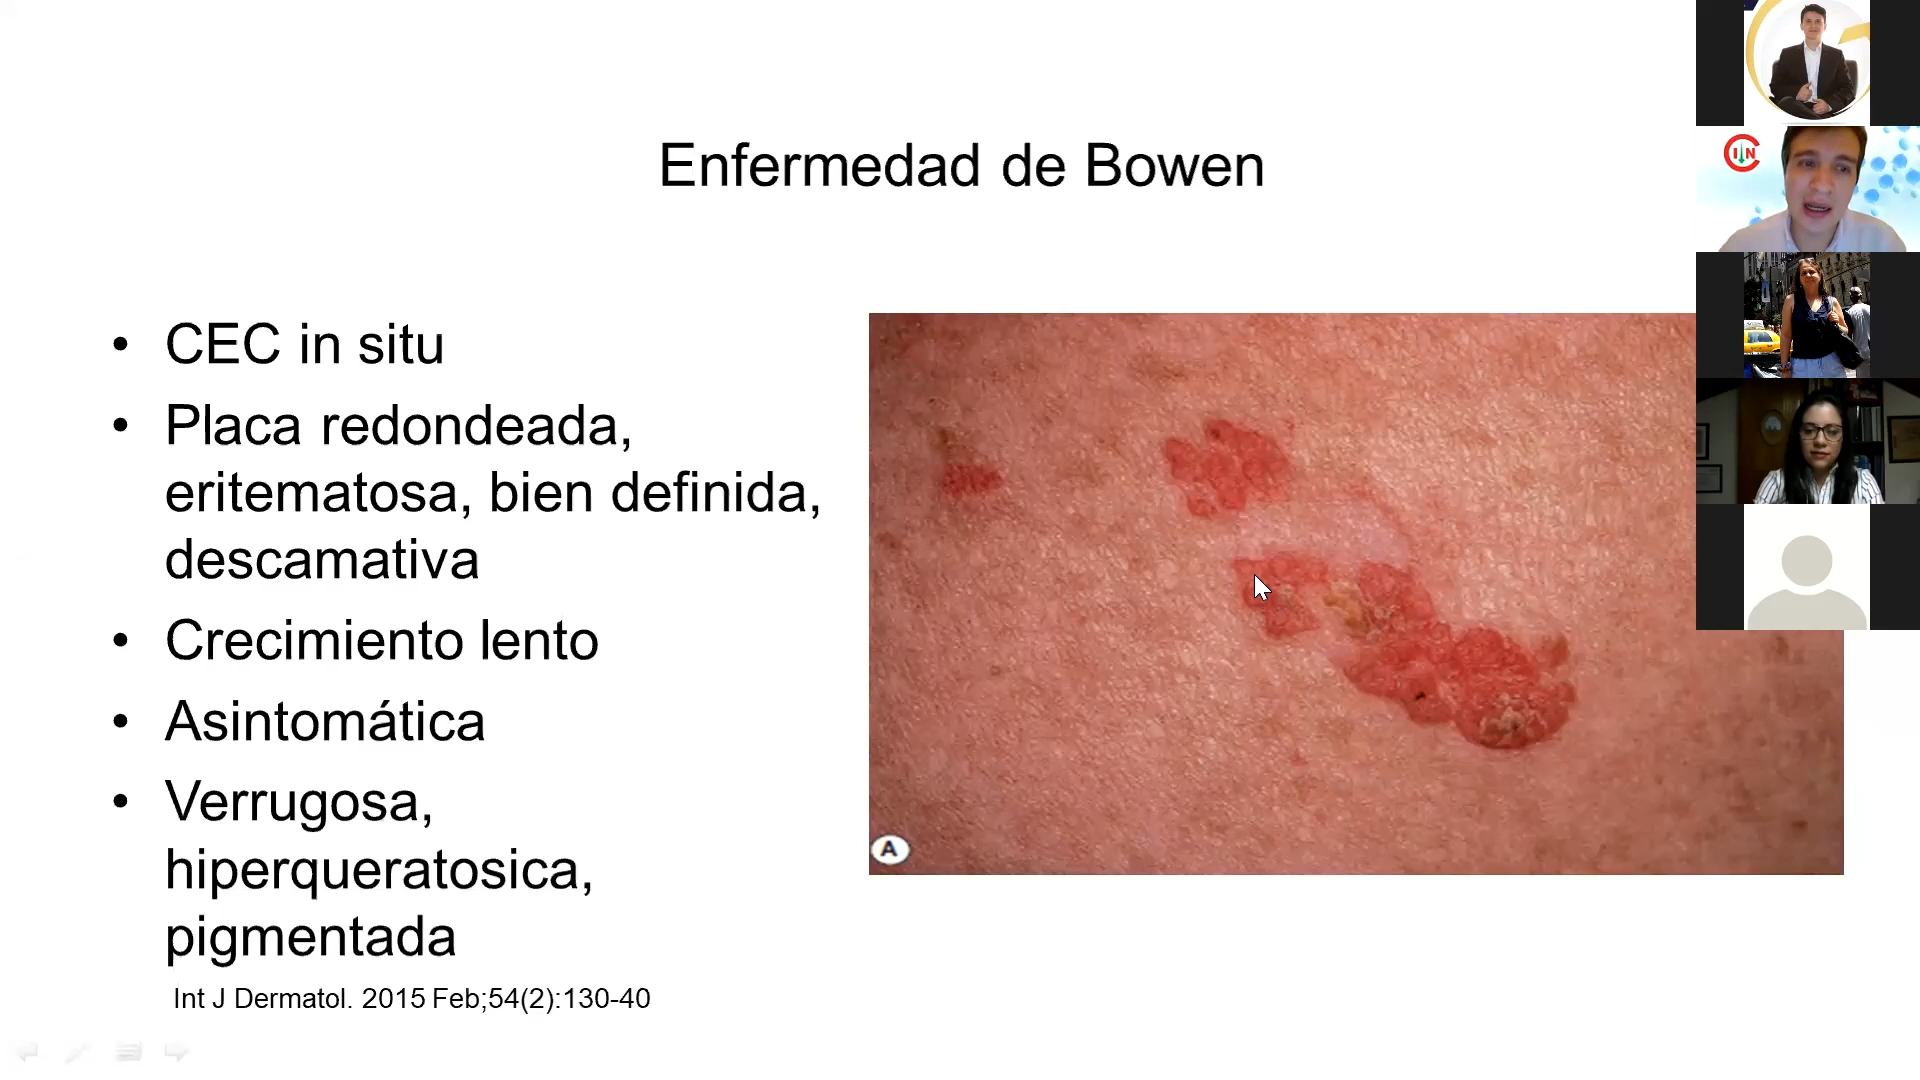 Enfermedad de Bowen
• CEC in situ
• Placa redondeada,
eritematosa, bien definida,
descamativa
• Crecimiento lento
• Asintomática
• Verrugosa,
hiperqueratosica,
pigmentada
Int J Dermatol. 2015 Feb;54(2):130-40
A
CIN